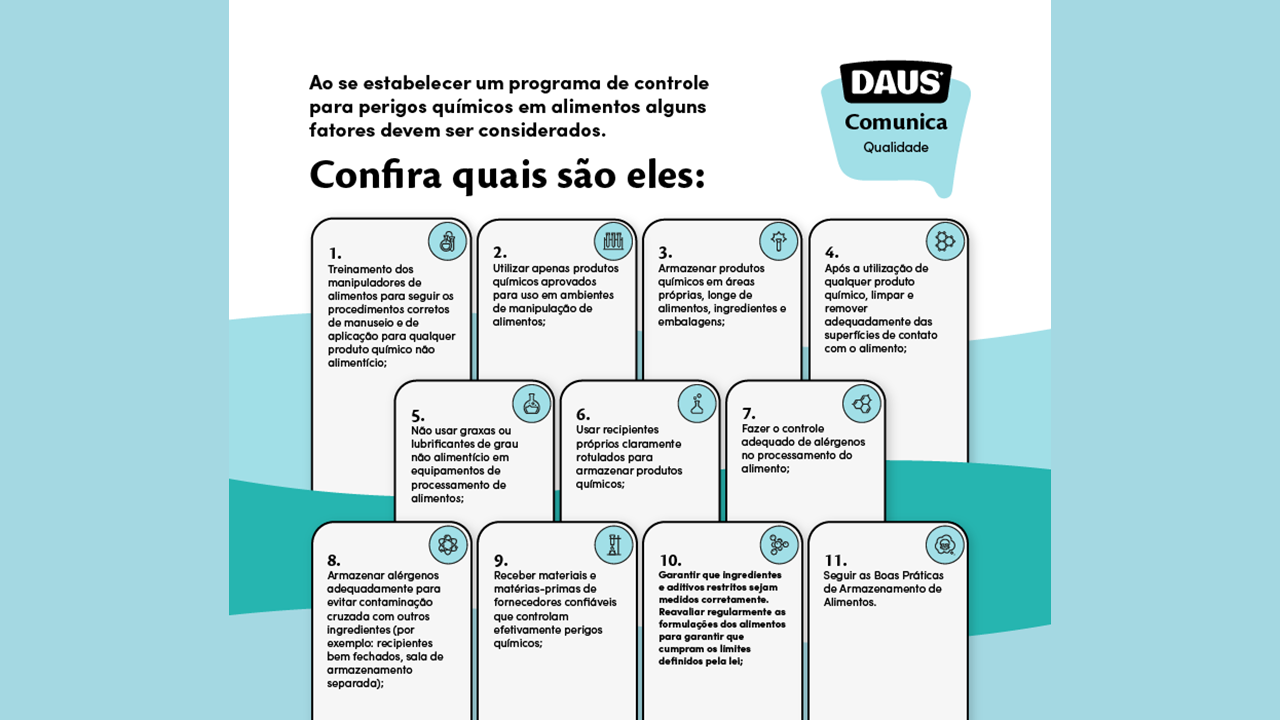 Ao se estabelecer um programa de controle
para perigos químicos em alimentos alguns
fatores devem ser considerados.
Confira quais são eles:
DAUS
Comunica
Qualidade
1.
Treinamento dos
manipuladores de
alimentos para seguir os
procedimentos corretos
de manuseio e de
aplicação para qualquer
produto químico não
alimentício;
2.
Utilizar apenas produtos
químicos aprovados
para uso em ambientes
de manipulação de
alimentos;
3.
Armazenar produtos
químicos em áreas
próprias, longe de
alimentos, ingredientes e
embalagens;
4.
Após a utilização de
qualquer produto
químico, limpar e
remover
adequadamente das
superfícies de contato
com o alimento;
5.
Não usar graxas ou
lubrificantes de grau
não alimentício em
equipamentos de
processamento de
alimentos;
6.
Usar recipientes
próprios claramente
rotulados para
armazenar produtos
químicos;
7.
Fazer o controle
adequado de alérgenos
no processamento do
alimento;
8.
Armazenar alérgenos
adequadamente para
evitar contaminação
cruzada com outros
ingredientes (por
exemplo: recipientes
bem fechados, sala de
armazenamento
separada);
9.
Receber materiais e
matérias-primas de
fornecedores confiáveis
que controlam
efetivamente perigos
químicos;
10.
Garantir que ingredientes
e aditivos restritos sejam
medidos corretamente.
Reavaliar regularmente as
formulações dos alimentos
para garantir que
cumpram os limites
definidos pela lei;
11.
Seguir as Boas Práticas
de Armazenamento de
Alimentos.